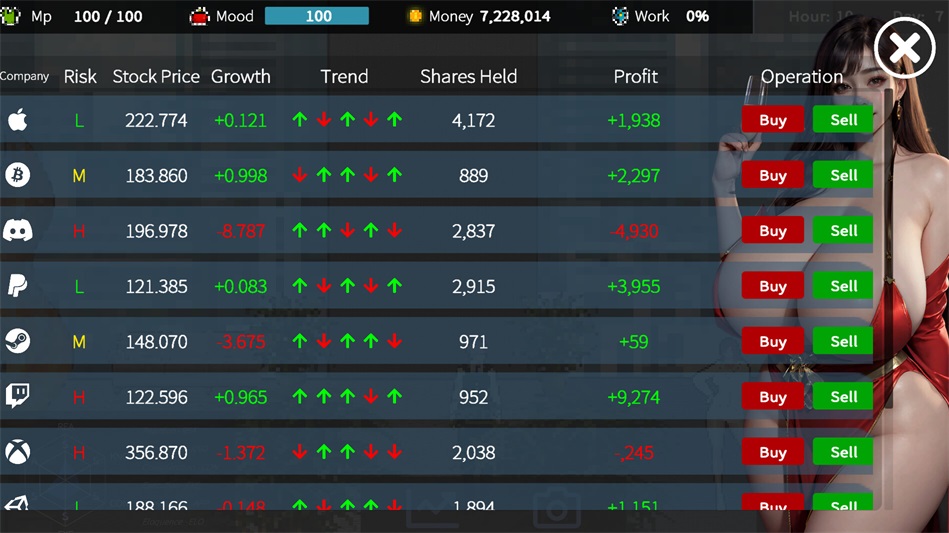 Mp 100 / 100 Mood 100 Money 7,228,014 Work 0% Hour: 10 Day: 7
Company Risk Stock Price Growth Trend Shares Held Profit Operation
L 222.774 +0.121 ↑ ↓ ↑ ↓ ↑ 4,172 +1,938 Buy Sell
M 183.860 +0.998 ↓ ↑ ↑ ↓ ↑ 889 +2,297 Buy Sell
H 196.978 -8.787 ↑ ↑ ↓ ↑ ↓ 2,837 -4,930 Buy Sell
L 121.385 +0.083 ↑ ↓ ↑ ↓ ↑ 2,915 +3,955 Buy Sell
M 148.070 -3.675 ↑ ↓ ↑ ↑ ↓ 971 +59 Buy Sell
H 122.596 +0.965 ↑ ↑ ↑ ↓ ↑ 952 +9,274 Buy Sell
H 356.870 -1.372 ↓ ↑ ↑ ↓ ↓ 2,038 -,245 Buy Sell
L 188.166 -0.148 ↑ ↓ ↑ ↑ ↓ 1,894 +1,151 Buy Sell